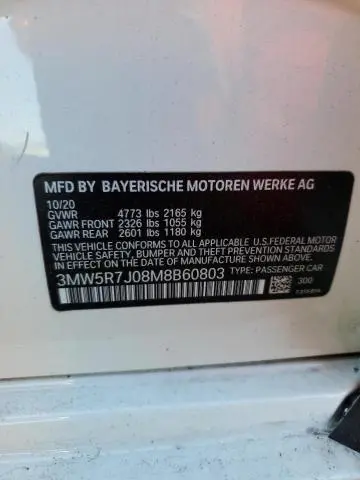 MFD BY BAYERISCHE MOTOREN WERKE AG
10/20
GVWR 4773 lbs 2165 kg
GAWR FRONT 2326 lbs 1055 kg
GAWR REAR 2601 lbs 1180 kg
THIS VEHICLE CONFORMS TO ALL APPLICABLE U.S.FEDERAL MOTOR
VEHICLE SAFETY, BUMPER, AND THEFT PREVENTION STANDARDS
IN EFFECT ON THE DATE OF MANUFACTURE SHOWN ABOVE.
3MW5R7J08M8B60803 TYPE: PASSENGER CAR
300